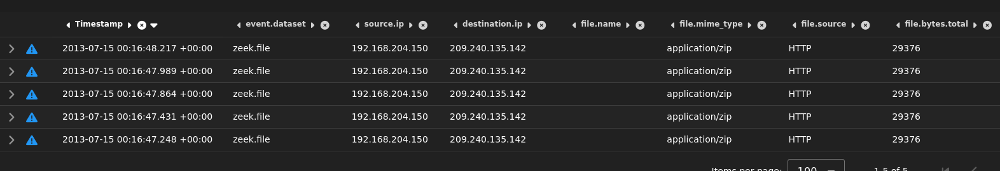 Timestamp event.dataset source.ip destination.ip file.name file.mime_type file.source file.bytes.total
2013-07-15 00:16:48.217 +00:00 zeek.file 192.168.204.150 209.240.135.142 application/zip HTTP 29376
2013-07-15 00:16:47.989 +00:00 zeek.file 192.168.204.150 209.240.135.142 application/zip HTTP 29376
2013-07-15 00:16:47.864 +00:00 zeek.file 192.168.204.150 209.240.135.142 application/zip HTTP 29376
2013-07-15 00:16:47.431 +00:00 zeek.file 192.168.204.150 209.240.135.142 application/zip HTTP 29376
2013-07-15 00:16:47.248 +00:00 zeek.file 192.168.204.150 209.240.135.142 application/zip HTTP 29376
Items per page: 100 1-5 of 5